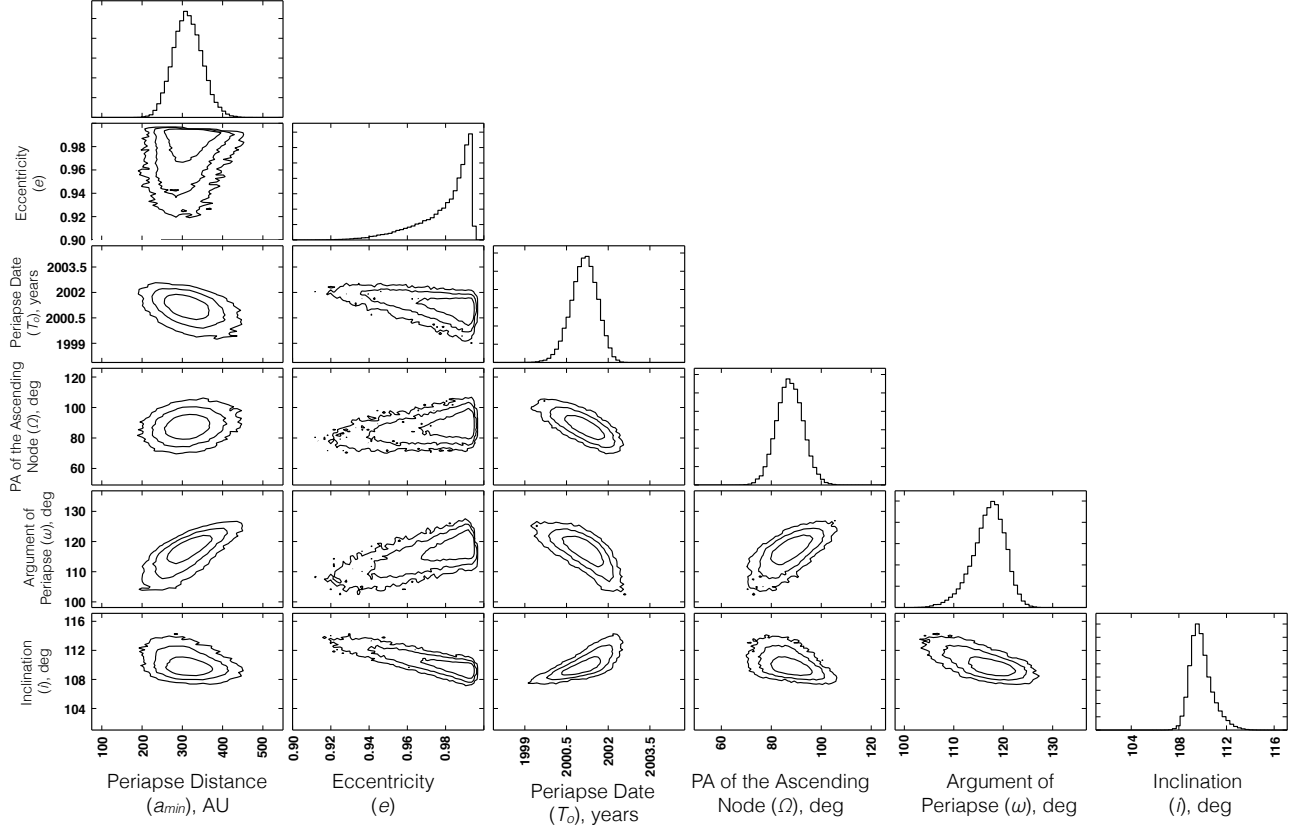 0.98
0.96
0.94
0.92
0.90
Eccentricity
(e)
2003.5
2002
2000.5
1999
Periapse Date
(To), years
120
100
80
60
PA of the Ascending
Node (Ω), deg
130
120
110
100
Argument of
Periapse (ω), deg
116
112
108
104
Inclination
(i), deg
100 200 300 400 500
0.90 0.92 0.94 0.96 0.98
1999 2000.5 2002 2003.5
60 80 100 120
100 110 120 130
104 108 112 116
Periapse Distance
(amin), AU
Eccentricity
(e)
Periapse Date
(To), years
PA of the Ascending
Node (Ω), deg
Argument of
Periapse (ω), deg
Inclination
(i), deg